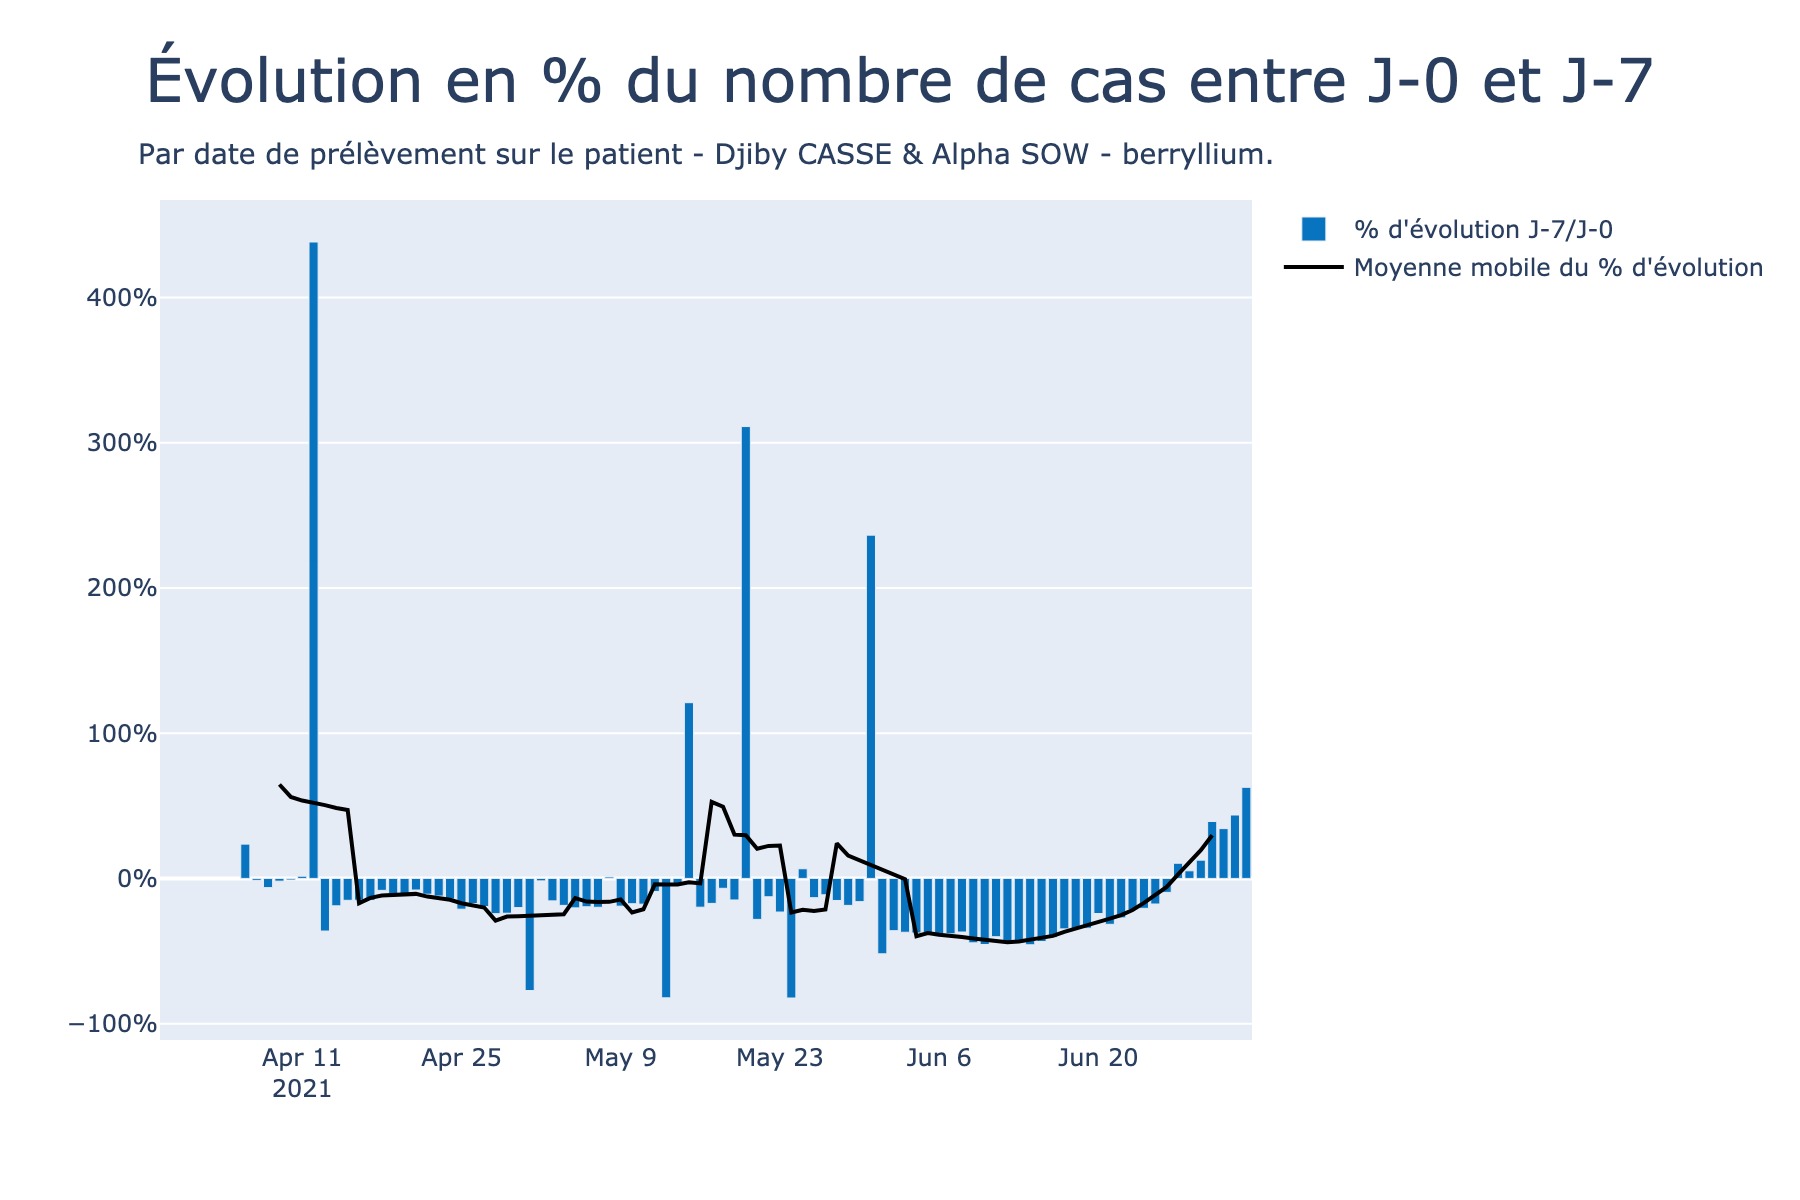 Évolution en % du nombre de cas entre J-0 et J-7
Par date de prélèvement sur le patient - Djiby CASSE & Alpha SOW - berryllium.
% d'évolution J-7/J-0
Moyenne mobile du % d'évolution
400%
300%
200%
100%
0%
−100%
Apr 11 Apr 25 May 9 May 23 Jun 6 Jun 20
2021